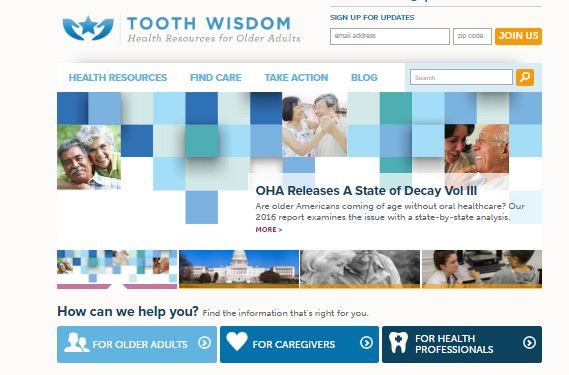 TOOTH WISDOM
Health Resources for Older Adults
SIGN UP FOR UPDATES
email address
zip code
JOIN US
HEALTH RESOURCES FIND CARE TAKE ACTION BLOG
Search
OHA Releases A State of Decay Vol III
Are older Americans coming of age without oral healthcare? Our
2016 report examines the issue with a state-by-state analysis.
MORE >
How can we help you? Find the information that's right for you.
FOR OLDER ADULTS
FOR CAREGIVERS
FOR HEALTH
PROFESSIONALS